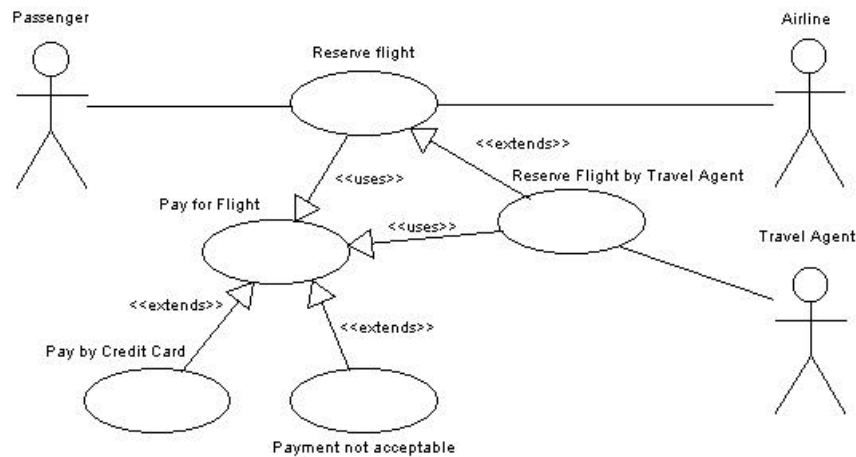 Passenger
Airline
Reserve flight
<<extends>>
<<uses>>
Reserve Flight by Travel Agent
Pay for Flight
<<uses>>
Travel Agent
<<extends>>
<<extends>>
Pay by Credit Card
Payment not acceptable